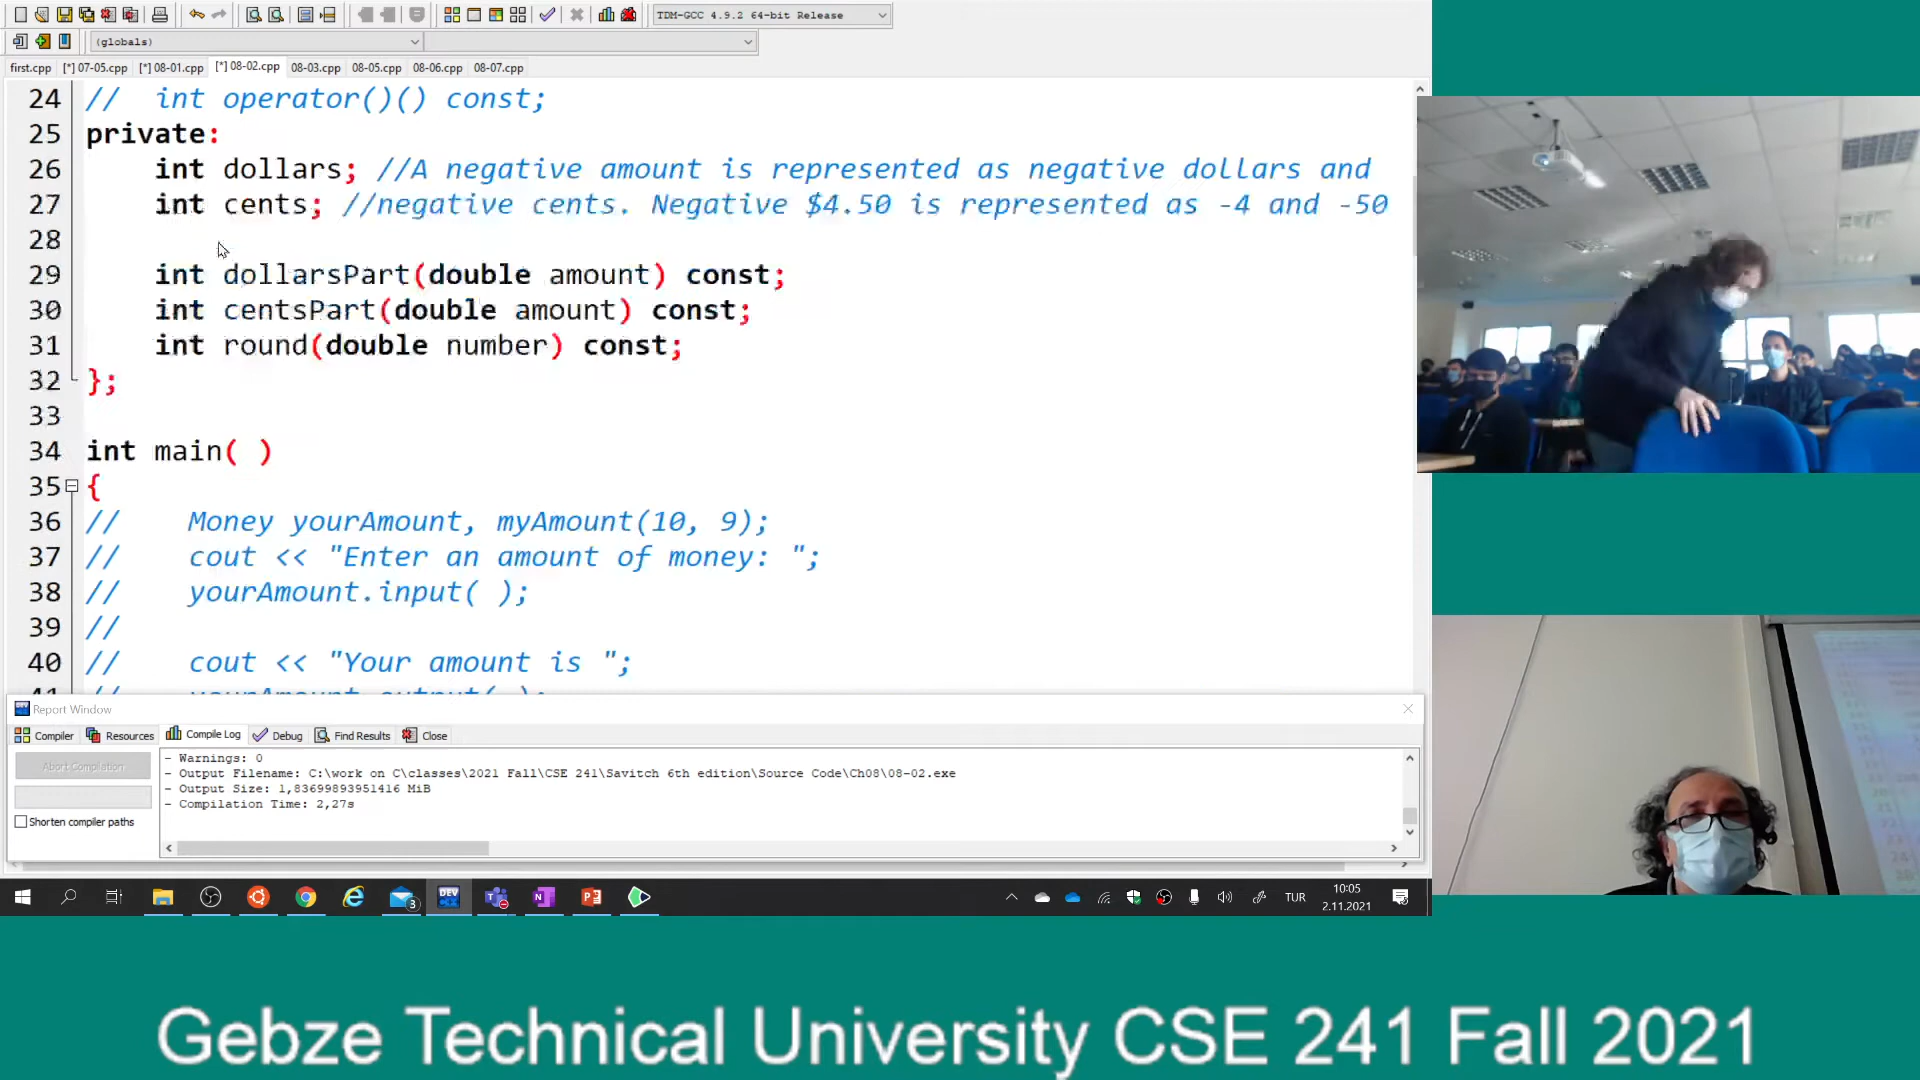 TDM-GCC 4.9.2 64-bit Release
(globals)
first.cpp [*] 07-05.cpp [*] 08-01.cpp [*] 08-02.cpp 08-03.cpp 08-05.cpp 08-06.cpp 08-07.cpp
24 //  int operator()() const;
25 private:
26 int dollars; //A negative amount is represented as negative dollars and
27 int cents; //negative cents. Negative $4.50 is represented as -4 and -50
28
29 int dollarsPart(double amount) const;
30 int centsPart(double amount) const;
31 int round(double number) const;
32 };
33
34 int main( )
35 {
36 //    Money yourAmount, myAmount(10, 9);
37 //    cout << "Enter an amount of money: ";
38 //    yourAmount.input( );
39 //
40 //    cout << "Your amount is ";
41 //    yourAmount.output( );
Report Window
Compiler Resources Compile Log Debug Find Results Close
Abort Compilation
Shorten compiler paths
- Warnings: 0
- Output Filename: C:\work on C\classes\2021 Fall\CSE 241\Savitch 6th edition\Source Code\Ch08\08-02.exe
- Output Size: 1,83699893951416 MiB
- Compilation Time: 2,27s
3
DEV
TUR
10:05
2.11.2021
Gebze Technical University CSE 241 Fall 2021